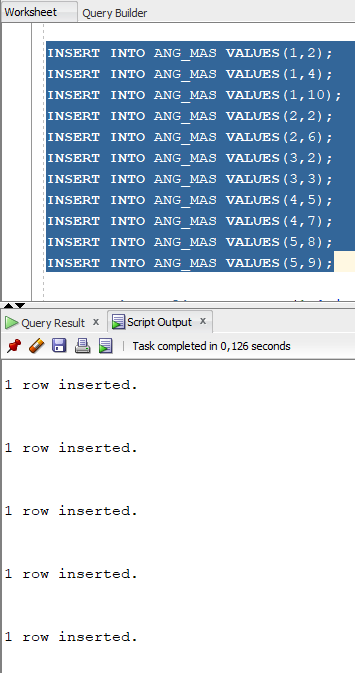 Worksheet Query Builder
INSERT INTO ANG_MAS VALUES(1,2);
INSERT INTO ANG_MAS VALUES(1,4);
INSERT INTO ANG_MAS VALUES(1,10);
INSERT INTO ANG_MAS VALUES(2,2);
INSERT INTO ANG_MAS VALUES(2,6);
INSERT INTO ANG_MAS VALUES(3,2);
INSERT INTO ANG_MAS VALUES(3,3);
INSERT INTO ANG_MAS VALUES(4,5);
INSERT INTO ANG_MAS VALUES(4,7);
INSERT INTO ANG_MAS VALUES(5,8);
INSERT INTO ANG_MAS VALUES(5,9);
Query Result x Script Output x
Task completed in 0,126 seconds
1 row inserted.
1 row inserted.
1 row inserted.
1 row inserted.
1 row inserted.